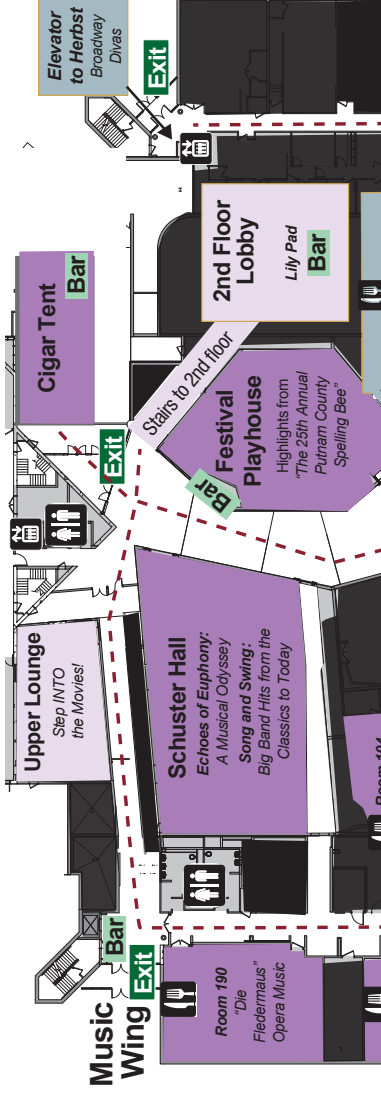 Elevator
to Herbst
Broadway
Divas
Exit
Cigar Tent
Bar
2nd Floor
Lobby
Lily Pad
Bar
Stairs to 2nd floor
Exit
Bar
Festival
Playhouse
Highlights from
"The 25th Annual
Putnam County
Spelling Bee"
Upper Lounge
Step INTO
the Movies!
Schuster Hall
Echoes of Euphony:
A Musical Odyssey
Song and Swing:
Big Band Hits from the
Classics to Today
Bar
Exit
Music
Wing
Room 190
"Die
Fledermaus"
Opera Music